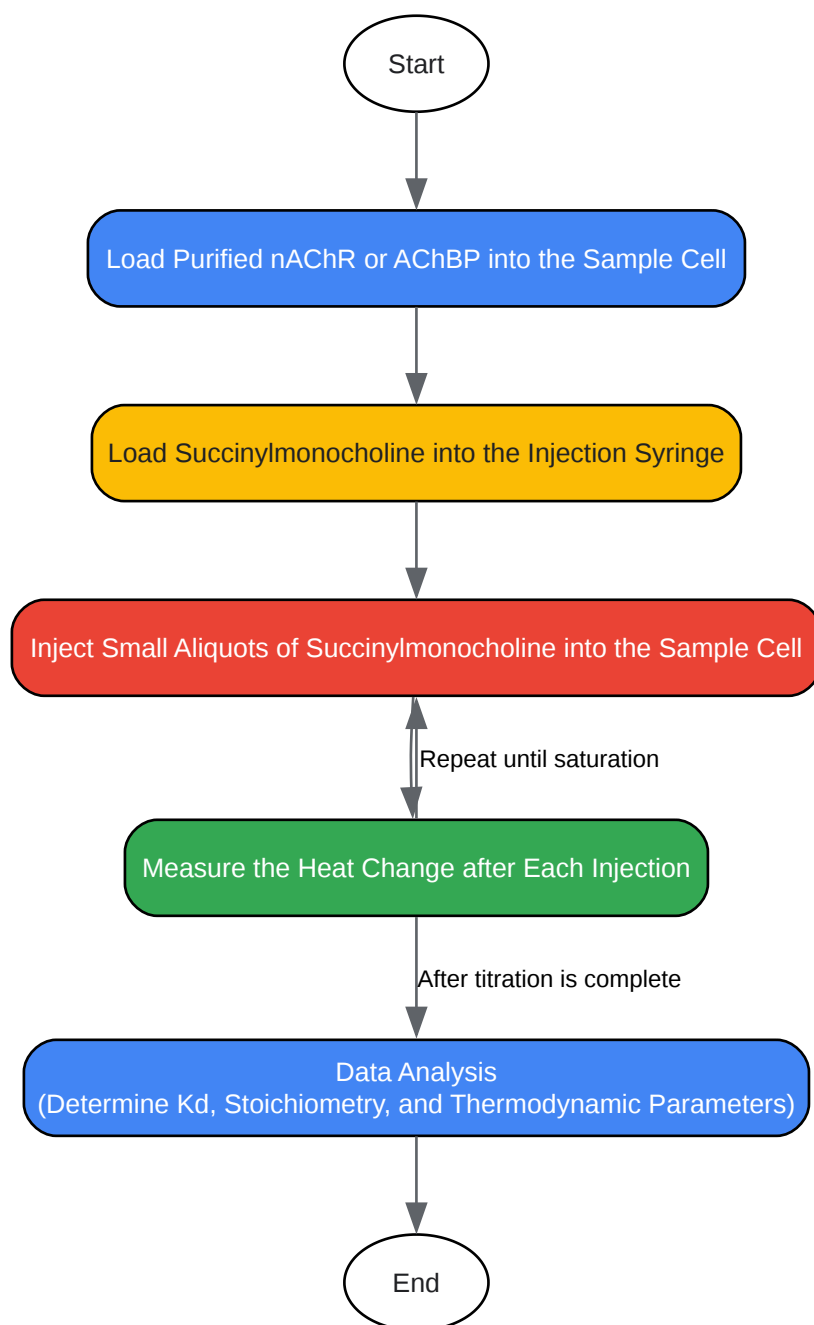 Start
Load Purified nAChR or AChBP into the Sample Cell
Load Succinylmonocholine into the Injection Syringe
Inject Small Aliquots of Succinylmonocholine into the Sample Cell
Repeat until saturation
Measure the Heat Change after Each Injection
After titration is complete
Data Analysis
(Determine Kd, Stoichiometry, and Thermodynamic Parameters)
End